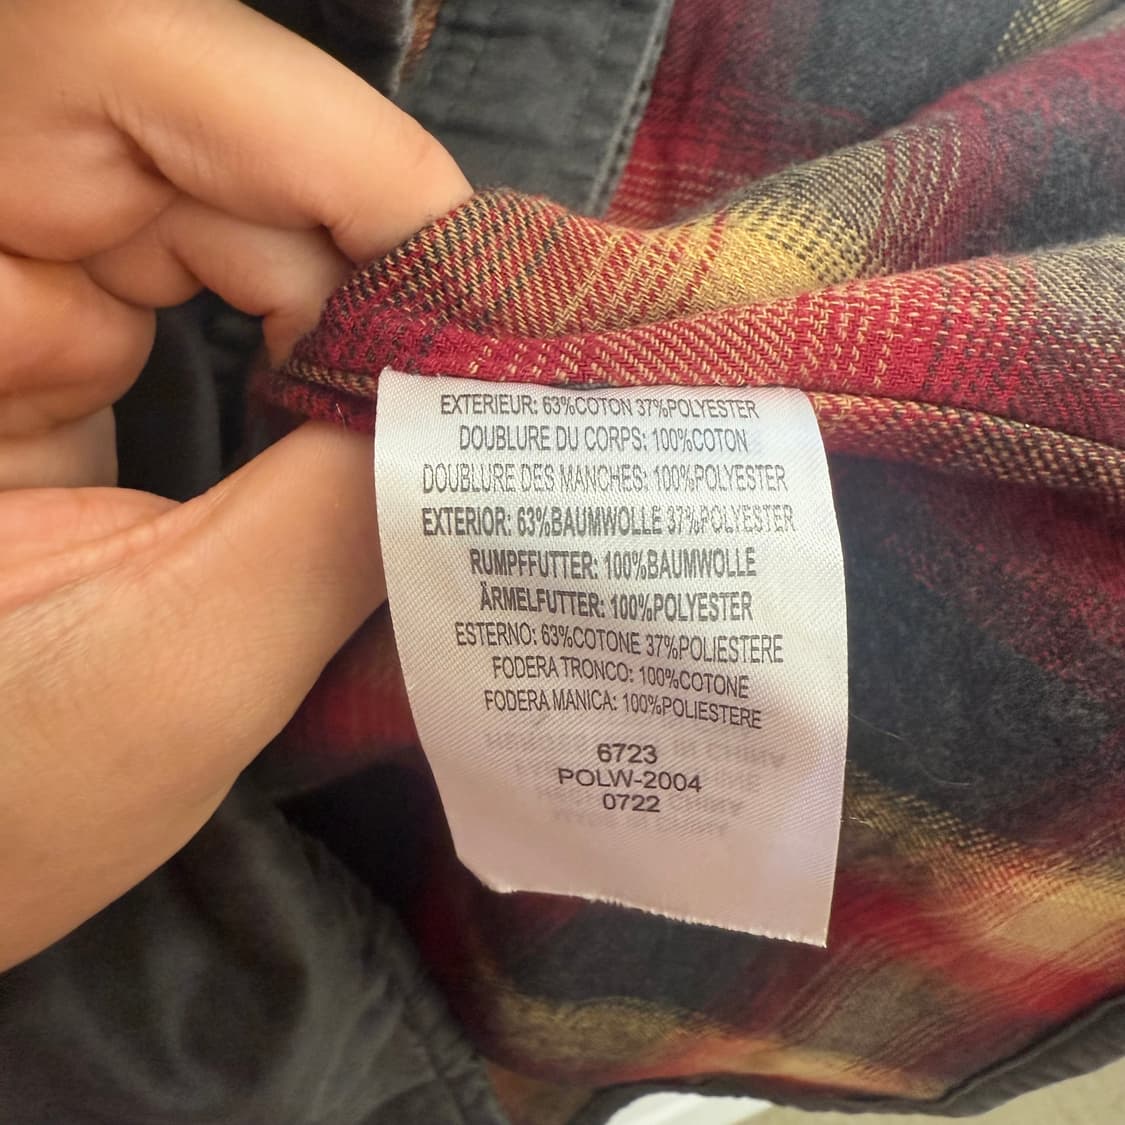 EXTERIEUR: 63%COTON 37%POLYESTER
DOUBLURE DU CORPS: 100%COTON
DOUBLURE DES MANCHES: 100%POLYESTER
EXTERIOR: 63%BAUMWOLLE 37%POLYESTER
RUMPFFUTTER: 100%BAUMWOLLE
ÄRMELFUTTER: 100%POLYESTER
ESTERNO: 63%COTONE 37%POLIESTERE
FODERA TRONCO: 100%COTONE
FODERA MANICA: 100%POLIESTERE
6723
POLW-2004
0722